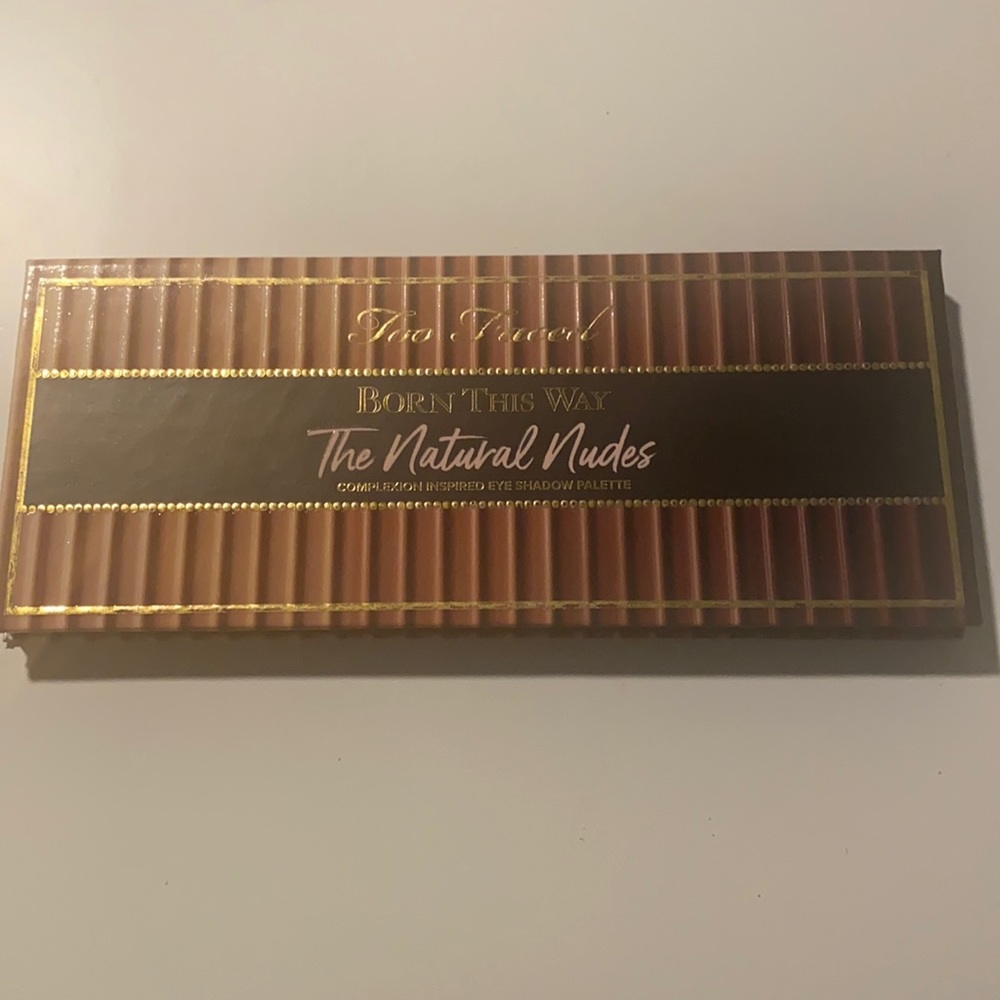 Too Faced
BORN THIS WAY
The Natural Nudes
COMPLEXION INSPIRED EYE SHADOW PALETTE